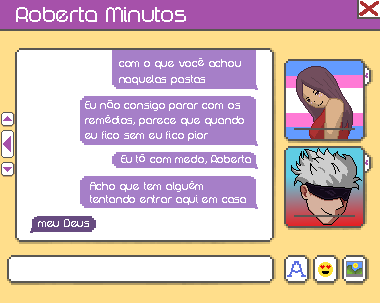 Roberta Minutos
com o que você achou
naquelas pastas
Eu não consigo parar com os
remédios, parece que quando
eu fico sem eu fico pior
Eu tô com medo, Roberta
Acho que tem alguém
tentando entrar aqui em casa
meu Deus
A